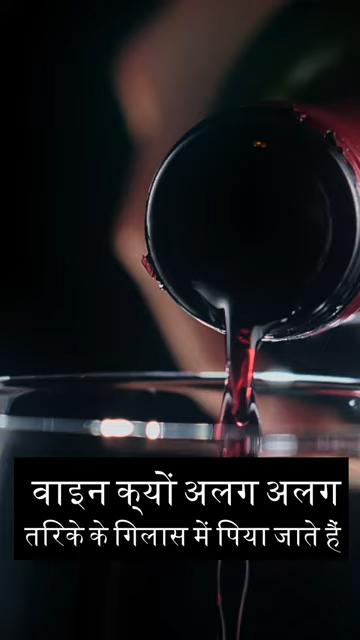 वाइन क्यों अलग अलग
तरिके के गिलास में पिया जाते हैं